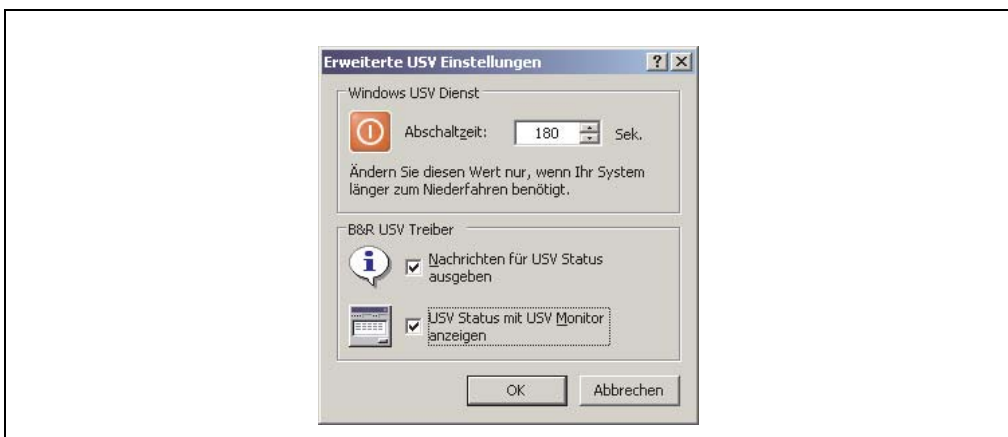 Erweiterte USV Einstellungen
Windows USV Dienst
Abschaltzeit: 180 Sek.
Ändern Sie diesen Wert nur, wenn Ihr System
länger zum Niederfahren benötigt.
B&R USV Treiber
Nachrichten für USV Status
ausgeben
USV Status mit USV Monitor
anzeigen
OK Abbrechen